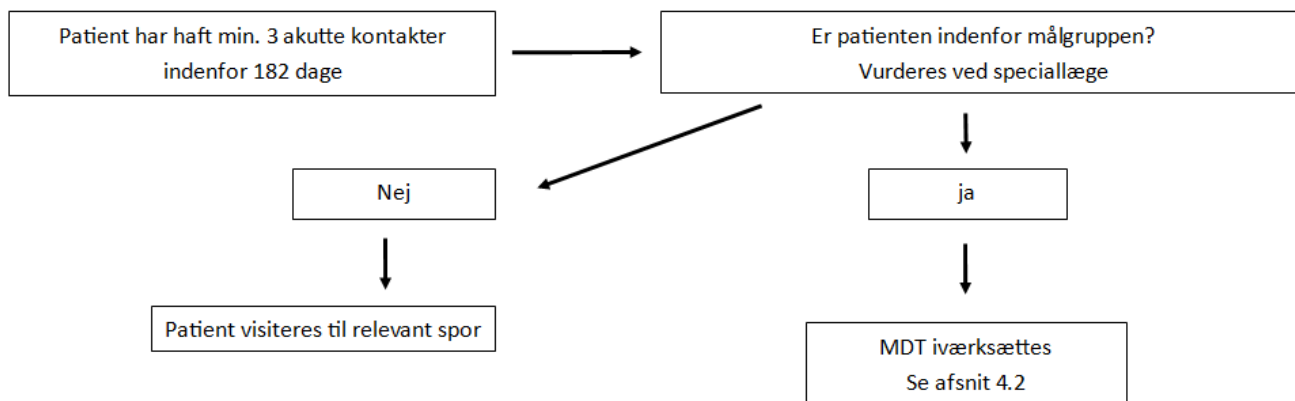 Patient har haft min. 3 akutte kontakter
indenfor 182 dage
Er patienten indenfor målgruppen?
Vurderes ved speciallæge
Nej
ja
Patient visiteres til relevant spor
MDT iværksættes
Se afsnit 4.2